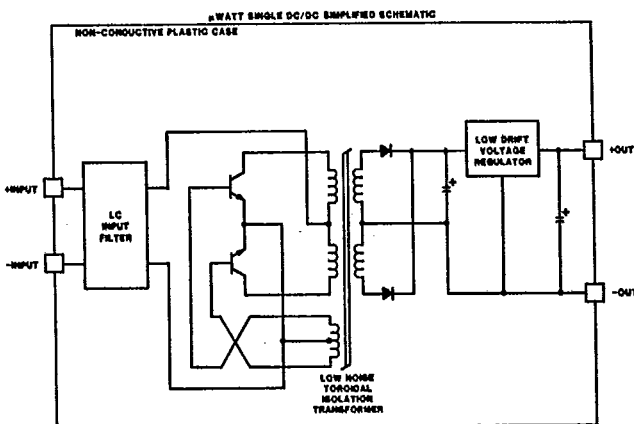 µWATT SINGLE DC/DC SIMPLIFIED SCHEMATIC
NON-CONDUCTIVE PLASTIC CASE
+INPUT
-INPUT
LC
INPUT
FILTER
LOW DRIFT
VOLTAGE
REGULATOR
+OUT
-OUT
+
+
LOW NOISE
TOROIDAL
ISOLATION
TRANSFORMER